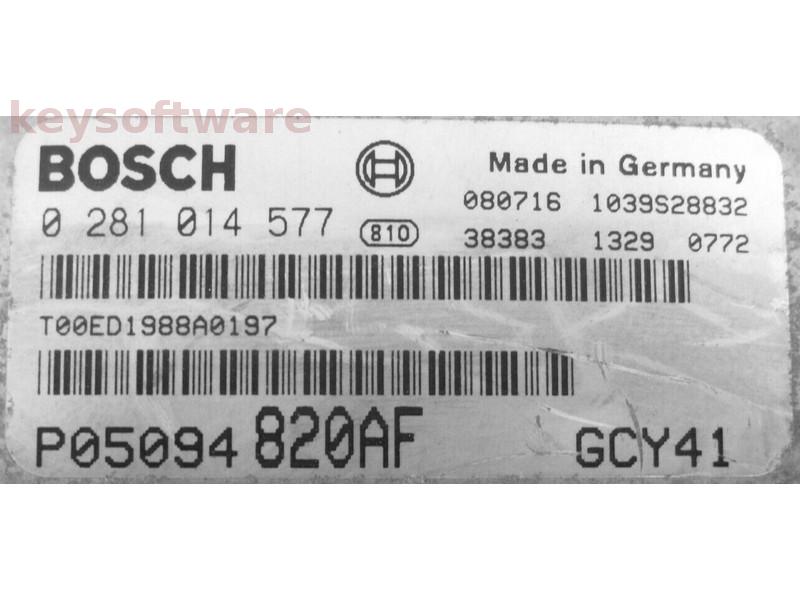 keysoftware
BOSCH
Made in Germany
080716 1039S28832
0 281 014 577
810
38383 1329 0772
T00ED1988A0197
P05094 820AF GCY41